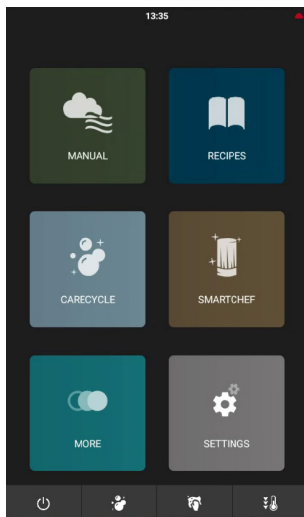 13:35
MANUAL
RECIPES
CARECYCLE
SMARTCHEF
MORE
SETTINGS